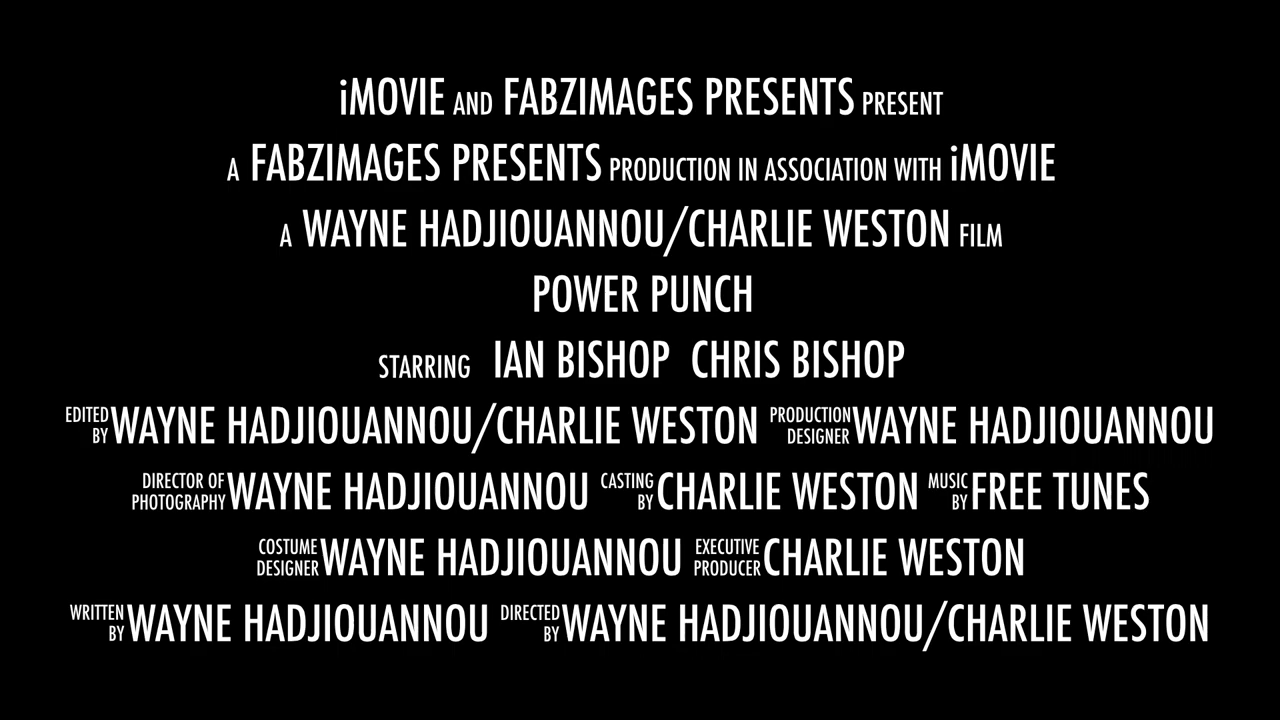 iMOVIE AND FABZIMAGES PRESENTS PRESENT
A FABZIMAGES PRESENTS PRODUCTION IN ASSOCIATION WITH iMOVIE
A WAYNE HADJIOUANNOU/CHARLIE WESTON FILM
POWER PUNCH
STARRING IAN BISHOP CHRIS BISHOP
EDITED BY WAYNE HADJIOUANNOU/CHARLIE WESTON PRODUCTION DESIGNER WAYNE HADJIOUANNOU
DIRECTOR OF PHOTOGRAPHY WAYNE HADJIOUANNOU CASTING BY CHARLIE WESTON MUSIC BY FREE TUNES
COSTUME DESIGNER WAYNE HADJIOUANNOU EXECUTIVE PRODUCER CHARLIE WESTON
WRITTEN BY WAYNE HADJIOUANNOU DIRECTED BY WAYNE HADJIOUANNOU/CHARLIE WESTON